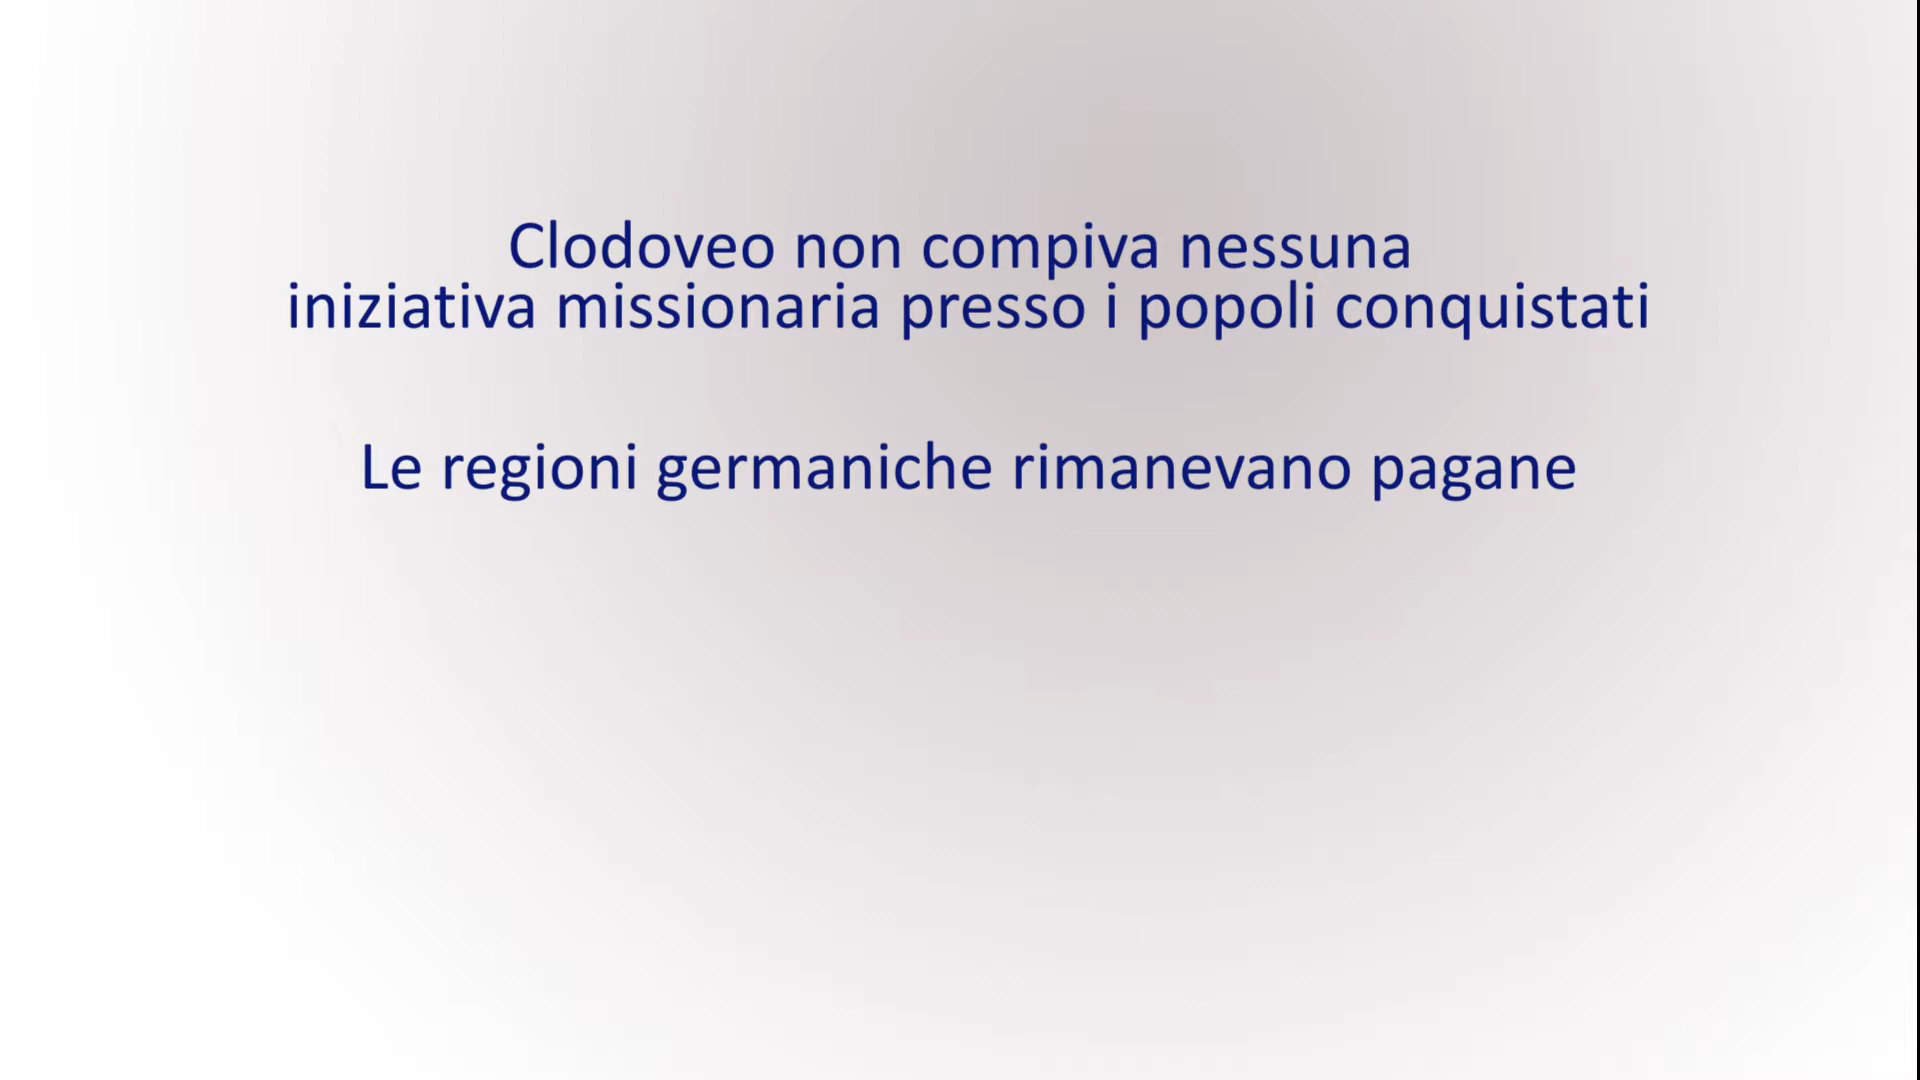 Clodoveo non compiva nessuna
iniziativa missionaria presso i popoli conquistati
Le regioni germaniche rimanevano pagane